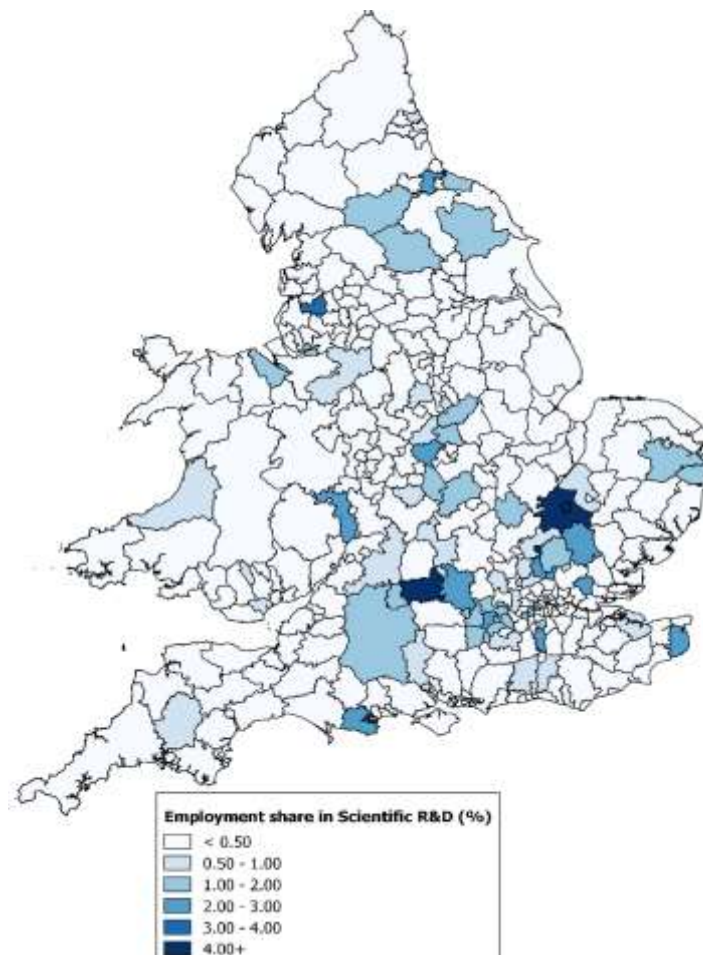 Employment share in Scientific R&D (%)
< 0.50
0.50 - 1.00
1.00 - 2.00
2.00 - 3.00
3.00 - 4.00
4.00+